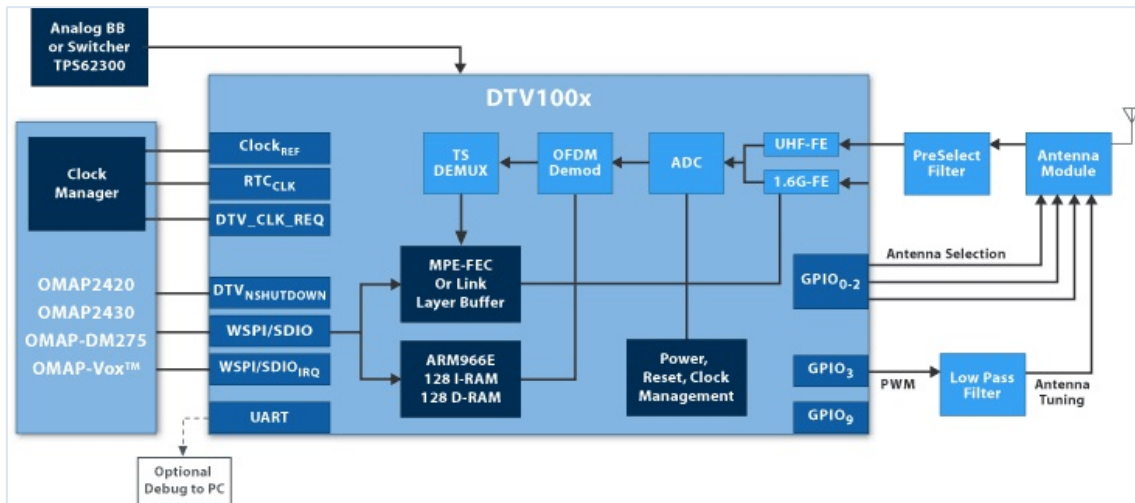 Analog BB
or Switcher
TPS62300
DTV100x
Clock
Manager
OMAP2420
OMAP2430
OMAP-DM275
OMAP-Vox™
ClockREF
RTCCLK
DTV_CLK_REQ
DTVNSHUTDOWN
WSPI/SDIO
WSPI/SDIOIRQ
UART
Optional
Debug to PC
TS
DEMUX
OFDM
Demod
ADC
UHF-FE
1.6G-FE
PreSelect
Filter
Antenna
Module
MPE-FEC
Or Link
Layer Buffer
ARM966E
128 I-RAM
128 D-RAM
Power,
Reset, Clock
Management
GPIO0-2
Antenna Selection
GPIO3
PWM
Low Pass
Filter
Antenna
Tuning
GPIO9